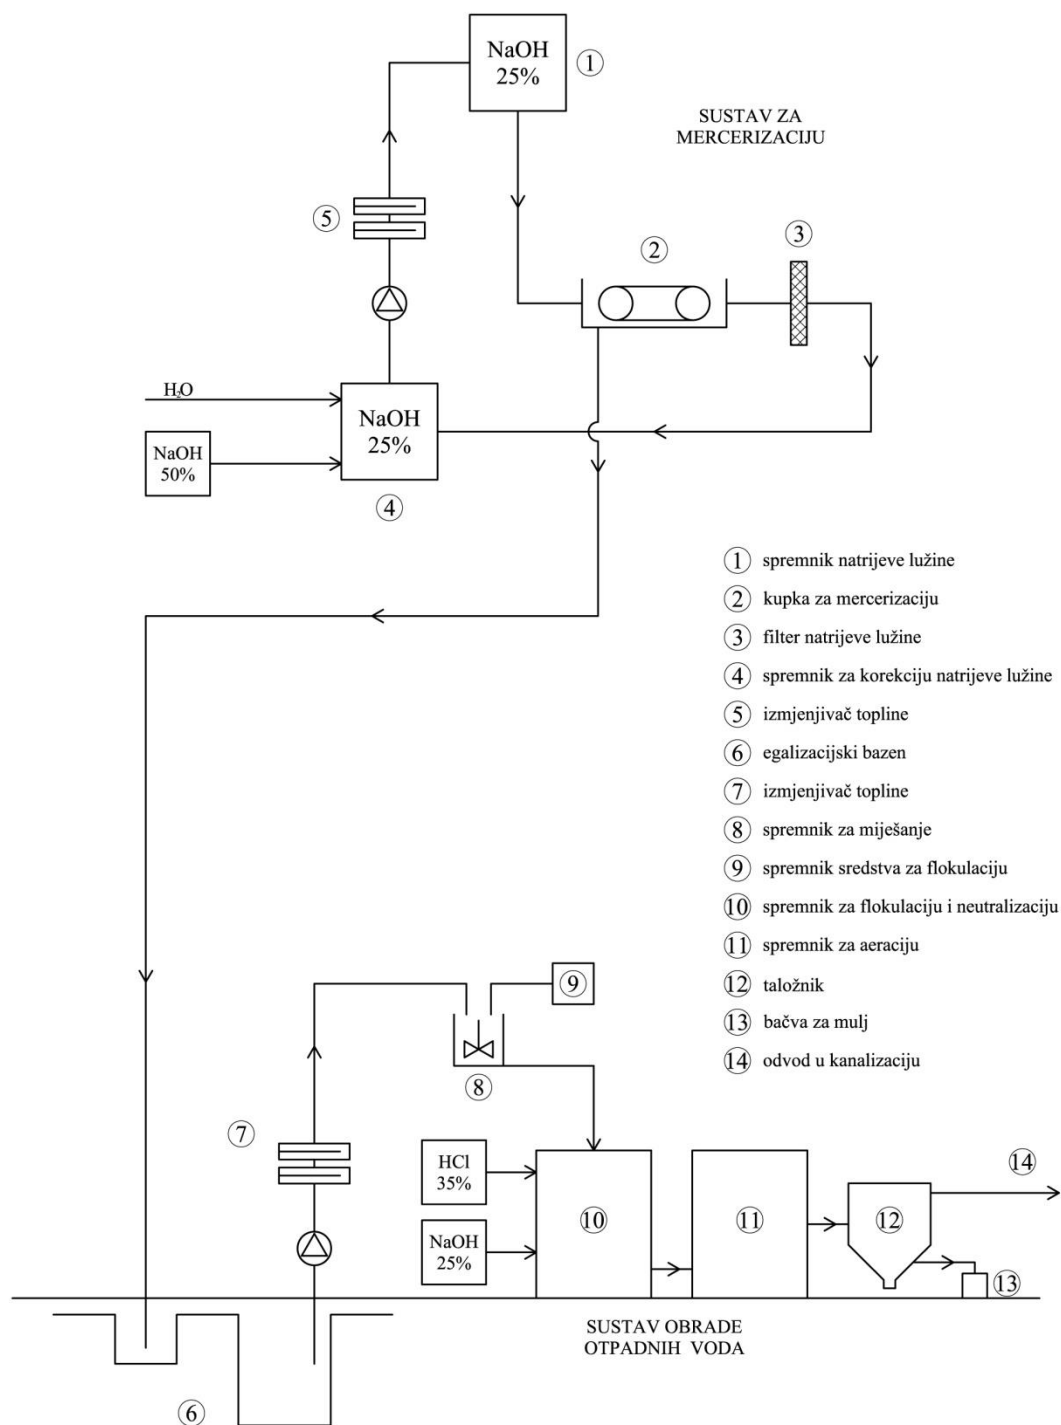 NaOH
25%
①
SUSTAV ZA
MERCERIZACIJU
⑤
②
③
H₂O
NaOH
25%
NaOH
50%
④
① spremnik natrijeve lužine
② kupka za mercerizaciju
③ filter natrijeve lužine
④ spremnik za korekciju natrijeve lužine
⑤ izmjenjivač topline
⑥ egalizacijski bazen
⑦ izmjenjivač topline
⑧ spremnik za miješanje
⑨ spremnik sredstva za flokulaciju
⑩ spremnik za flokulaciju i neutralizaciju
⑪ spremnik za aeraciju
⑫ taložnik
⑬ bačva za mulj
⑭ odvod u kanalizaciju
⑨
⑧
⑦
HCl
35%
⑭
⑩
⑪
⑫
NaOH
25%
⑬
SUSTAV OBRADE
OTPADNIH VODA
⑥